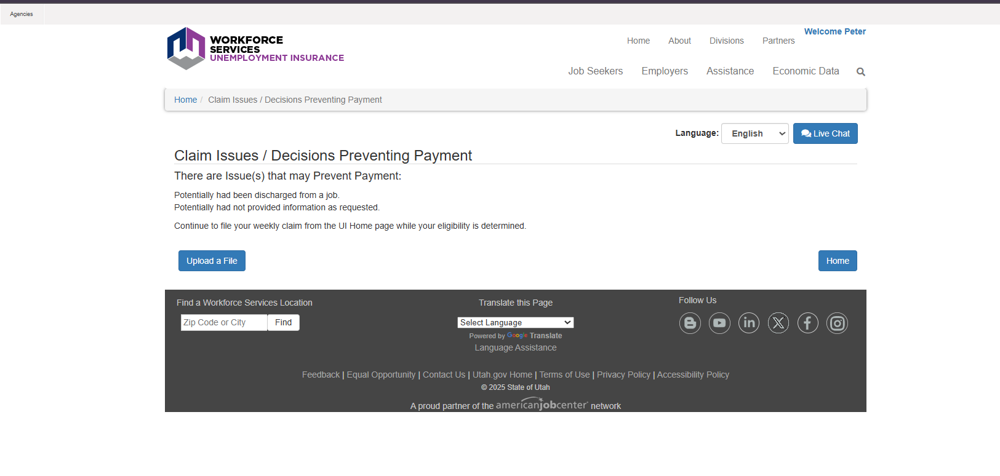 Agencies
WORKFORCE
SERVICES
UNEMPLOYMENT INSURANCE
Welcome Peter
Home About Divisions Partners
Job Seekers Employers Assistance Economic Data
Home / Claim Issues / Decisions Preventing Payment
Language: English Live Chat
Claim Issues / Decisions Preventing Payment
There are Issue(s) that may Prevent Payment:
Potentially had been discharged from a job.
Potentially had not provided information as requested.
Continue to file your weekly claim from the UI Home page while your eligibility is determined.
Upload a File Home
Find a Workforce Services Location
Zip Code or City Find
Translate this Page
Select Language
Powered by Google Translate
Language Assistance
Follow Us
Feedback | Equal Opportunity | Contact Us | Utah.gov Home | Terms of Use | Privacy Policy | Accessibility Policy
© 2025 State of Utah
A proud partner of the americanjobcenter network